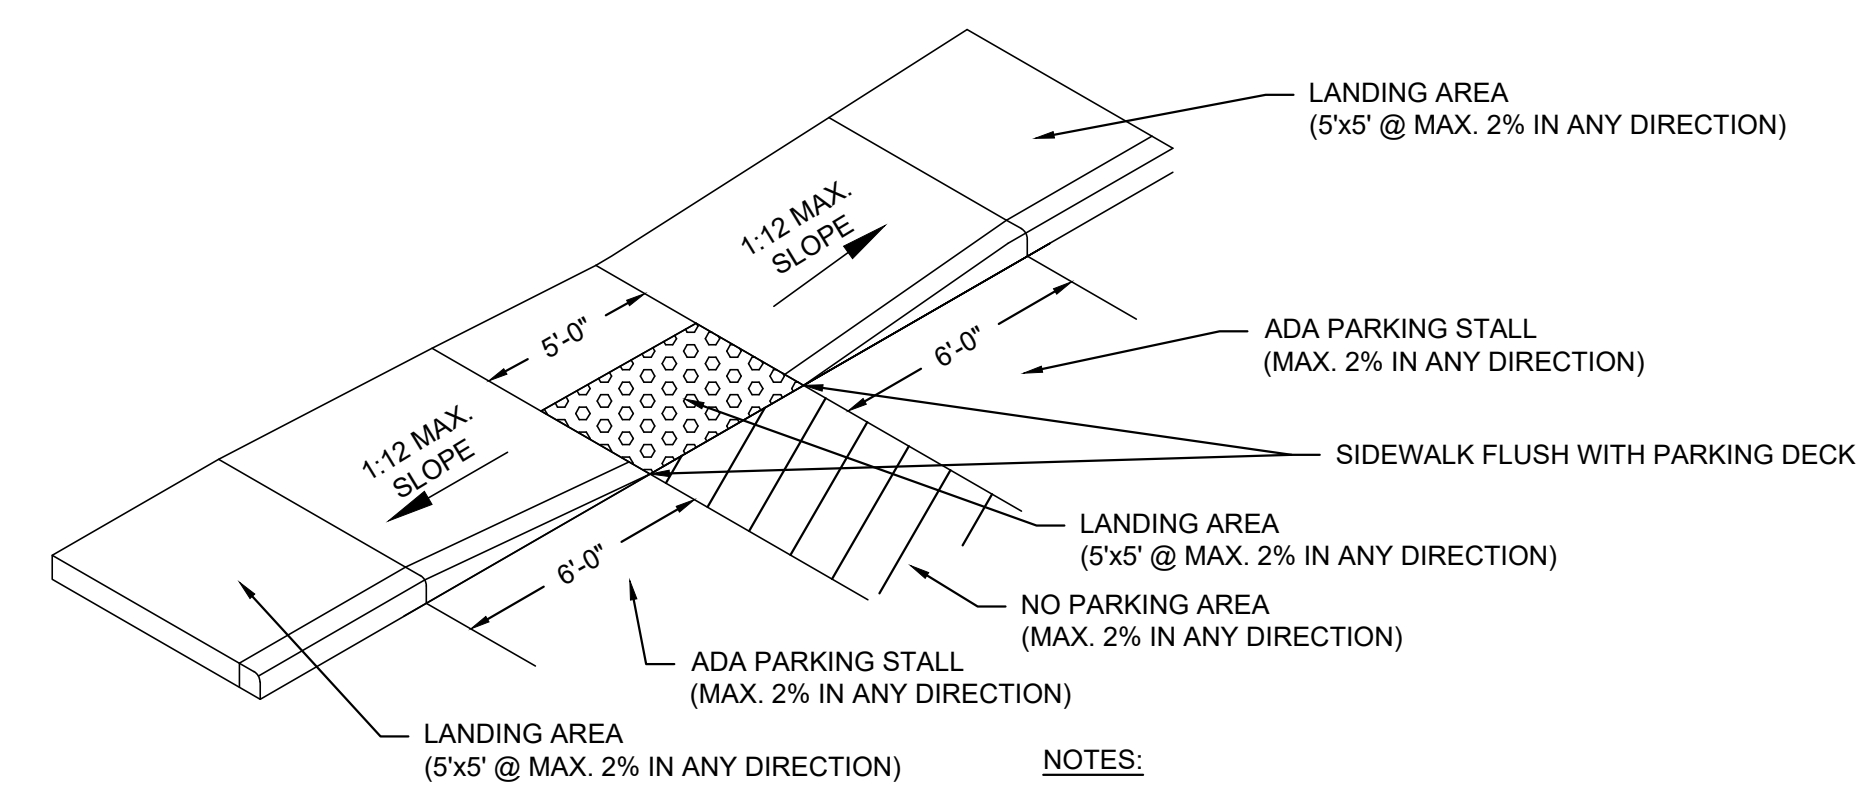 LANDING AREA
(5'x5' @ MAX. 2% IN ANY DIRECTION)
1:12 MAX.
SLOPE
5'-0"
6'-0"
ADA PARKING STALL
(MAX. 2% IN ANY DIRECTION)
1:12 MAX.
SLOPE
SIDEWALK FLUSH WITH PARKING DECK
LANDING AREA
(5'x5' @ MAX. 2% IN ANY DIRECTION)
6'-0"
NO PARKING AREA
(MAX. 2% IN ANY DIRECTION)
ADA PARKING STALL
(MAX. 2% IN ANY DIRECTION)
LANDING AREA
(5'x5' @ MAX. 2% IN ANY DIRECTION)
NOTES: